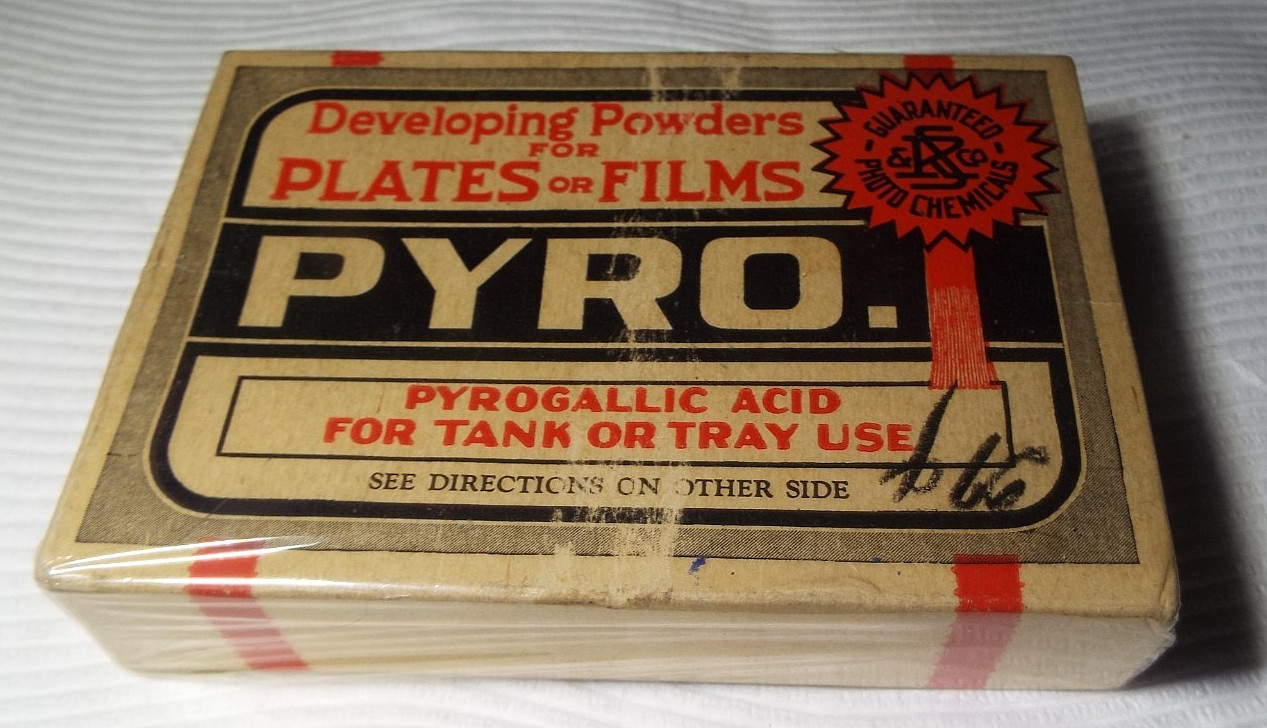 Developing Powders
FOR
PLATES OR FILMS
GUARANTEED
& Co
PHOTO CHEMICALS
PYRO.
PYROGALLIC ACID
FOR TANK OR TRAY USE
SEE DIRECTIONS ON OTHER SIDE